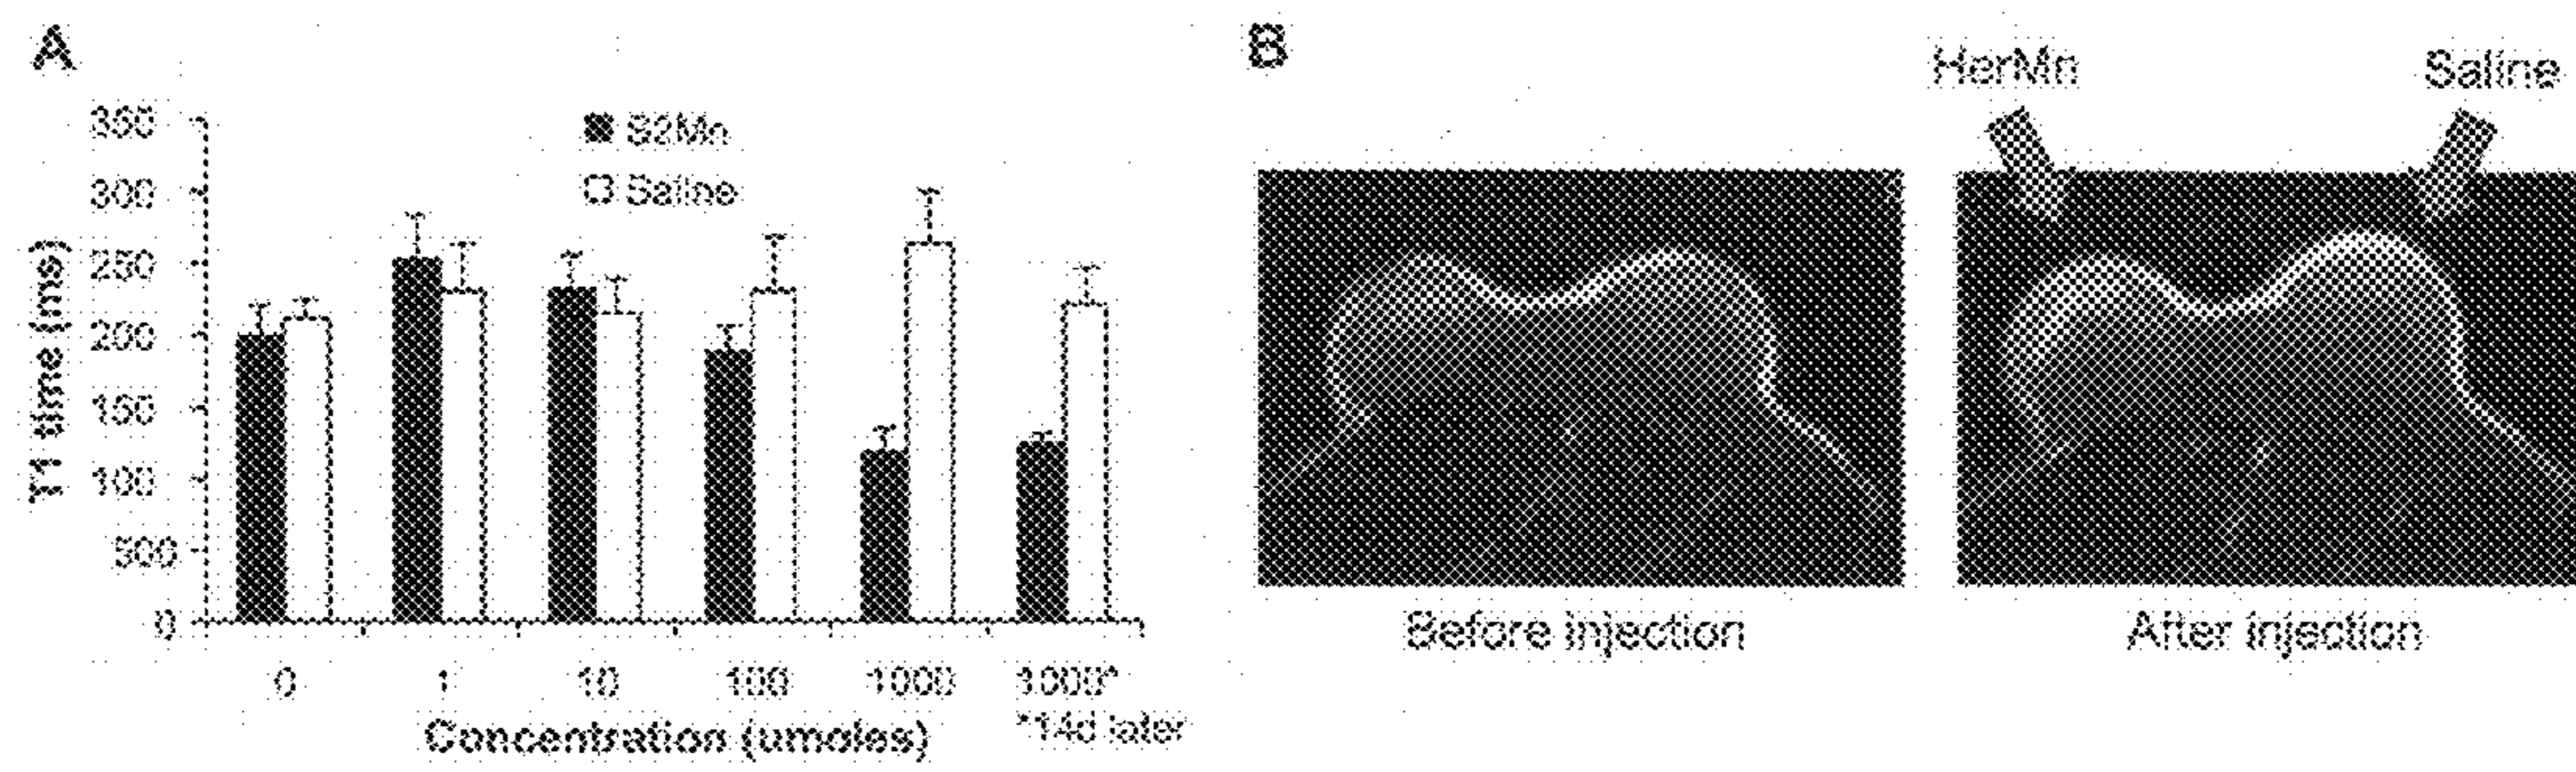 A
350
300
250
200
150
100
500
0
T1 time (ms)
S2Mn
Saline
0 1 10 100 1000 1000*
*14d later
Concentration (umoles)
B
HerMn
Saline
Before injection
After injection